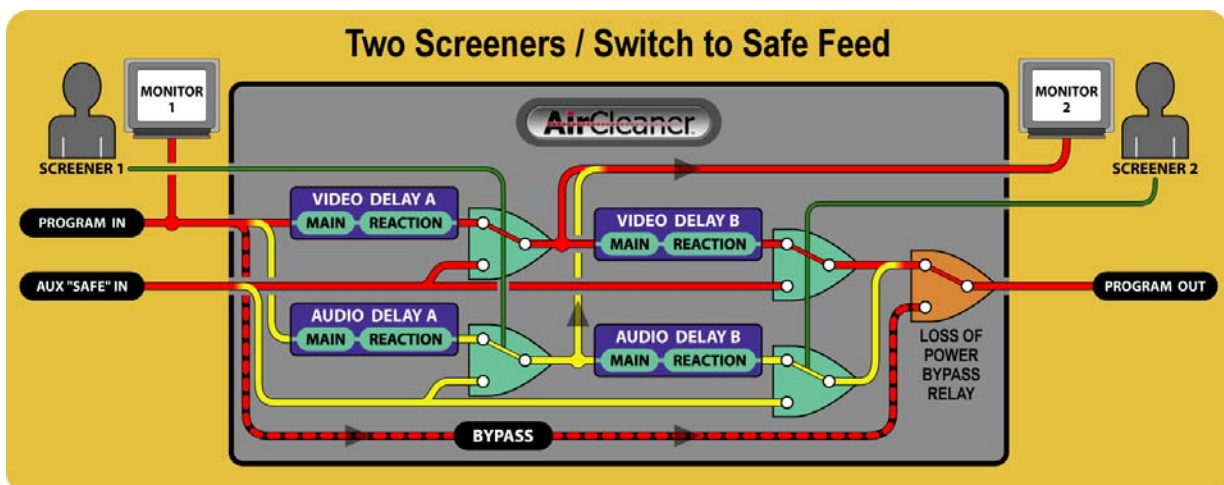 Two Screeners / Switch to Safe Feed
MONITOR
1
MONITOR
2
AirCleaner
SCREENER 1
SCREENER 2
VIDEO DELAY A
MAIN REACTION
VIDEO DELAY B
MAIN REACTION
PROGRAM IN
AUX "SAFE" IN
PROGRAM OUT
AUDIO DELAY A
MAIN REACTION
AUDIO DELAY B
MAIN REACTION
LOSS OF
POWER
BYPASS
RELAY
BYPASS